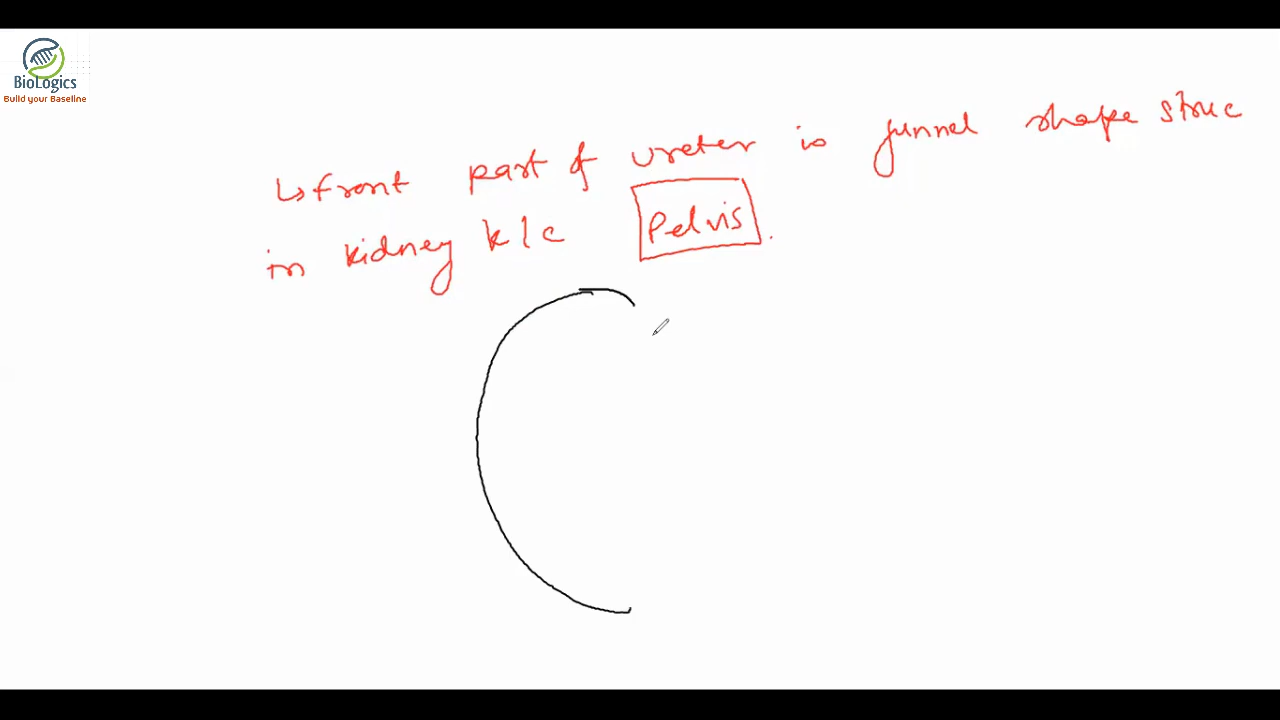 BioLogics
Build your Baseline
↳ front part of ureter is funnel shape struc
in kidney k/c Pelvis.